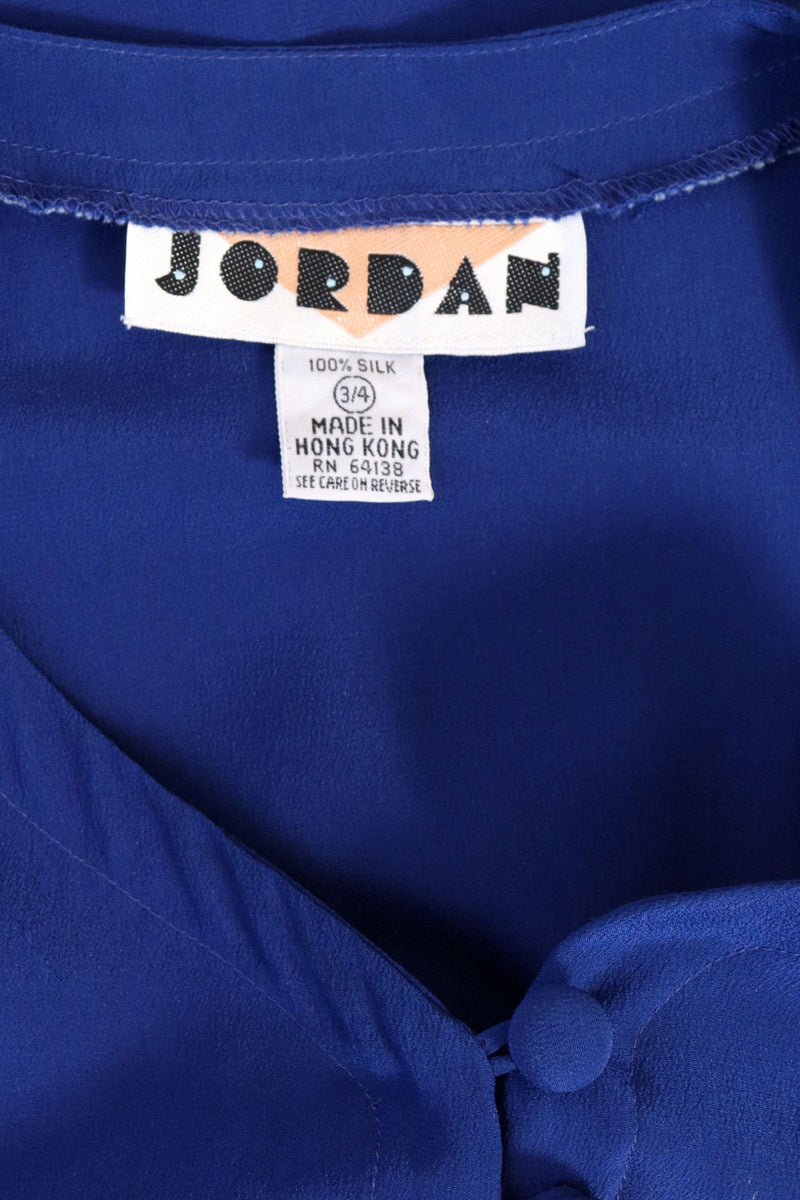 JORDAN
100% SILK
3/4
MADE IN
HONG KONG
RN 64138
SEE CARE ON REVERSE